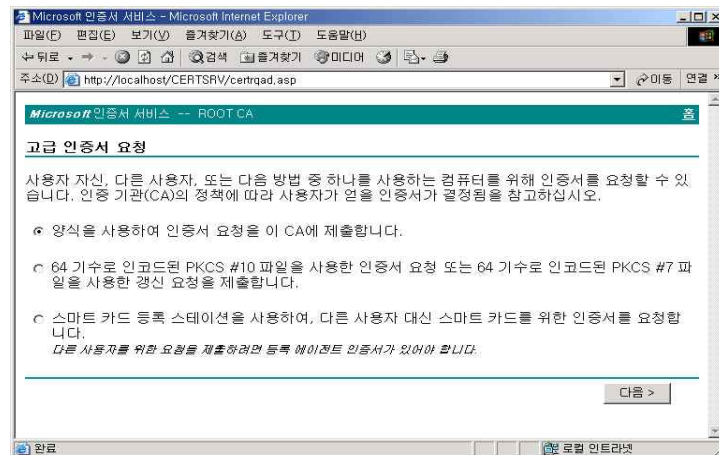 Microsoft 인증서 서비스 - Microsoft Internet Explorer
파일(F) 편집(E) 보기(V) 즐겨찾기(A) 도구(T) 도움말(H)
뒤로 검색 즐겨찾기 미디어
주소(D) http://localhost/CERTSRV/certrqad.asp 이동 연결 »
Microsoft 인증서 서비스 -- ROOT CA 홈
고급 인증서 요청
사용자 자신, 다른 사용자, 또는 다음 방법 중 하나를 사용하는 컴퓨터를 위해 인증서를 요청할 수 있
습니다. 인증 기관(CA)의 정책에 따라 사용자가 얻을 인증서가 결정됨을 참고하십시오.
양식을 사용하여 인증서 요청을 이 CA에 제출합니다.
64 기수로 인코드된 PKCS #10 파일을 사용한 인증서 요청 또는 64 기수로 인코드된 PKCS #7 파
일을 사용한 갱신 요청을 제출합니다.
스마트 카드 등록 스테이션을 사용하여, 다른 사용자 대신 스마트 카드를 위한 인증서를 요청합
니다.
다른 사용자를 위한 요청을 제출하려면 등록 에이전트 인증서가 있어야 합니다.
다음 >
완료 로컬 인트라넷